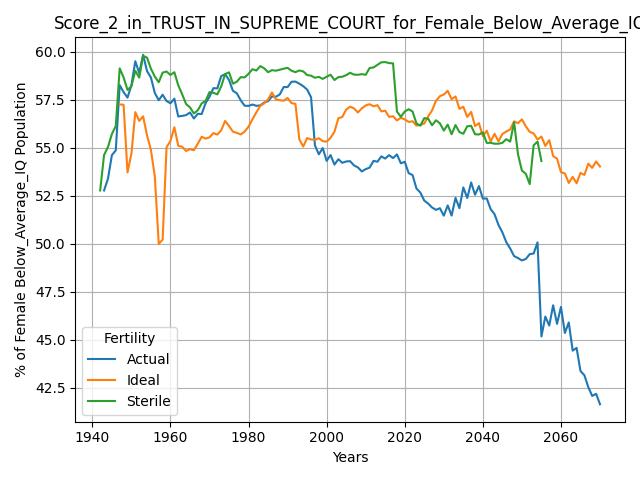 Score_2_in_TRUST_IN_SUPREME_COURT_for_Female_Below_Average_IQ
60.0
57.5
55.0
52.5
50.0
47.5
45.0
42.5
% of Female Below_Average_IQ Population
Fertility
Actual
Ideal
Sterile
1940 1960 1980 2000 2020 2040 2060
Years